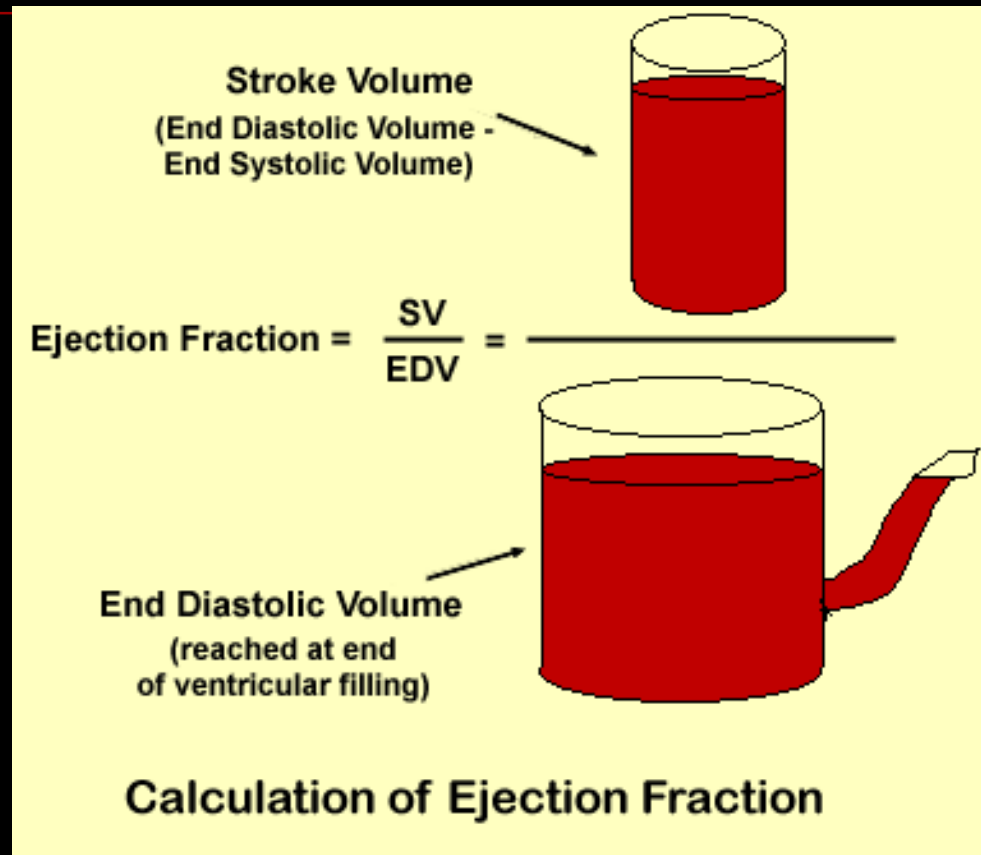 Stroke Volume
(End Diastolic Volume -
End Systolic Volume)
Ejection Fraction = SV / EDV =
End Diastolic Volume
(reached at end
of ventricular filling)
Calculation of Ejection Fraction